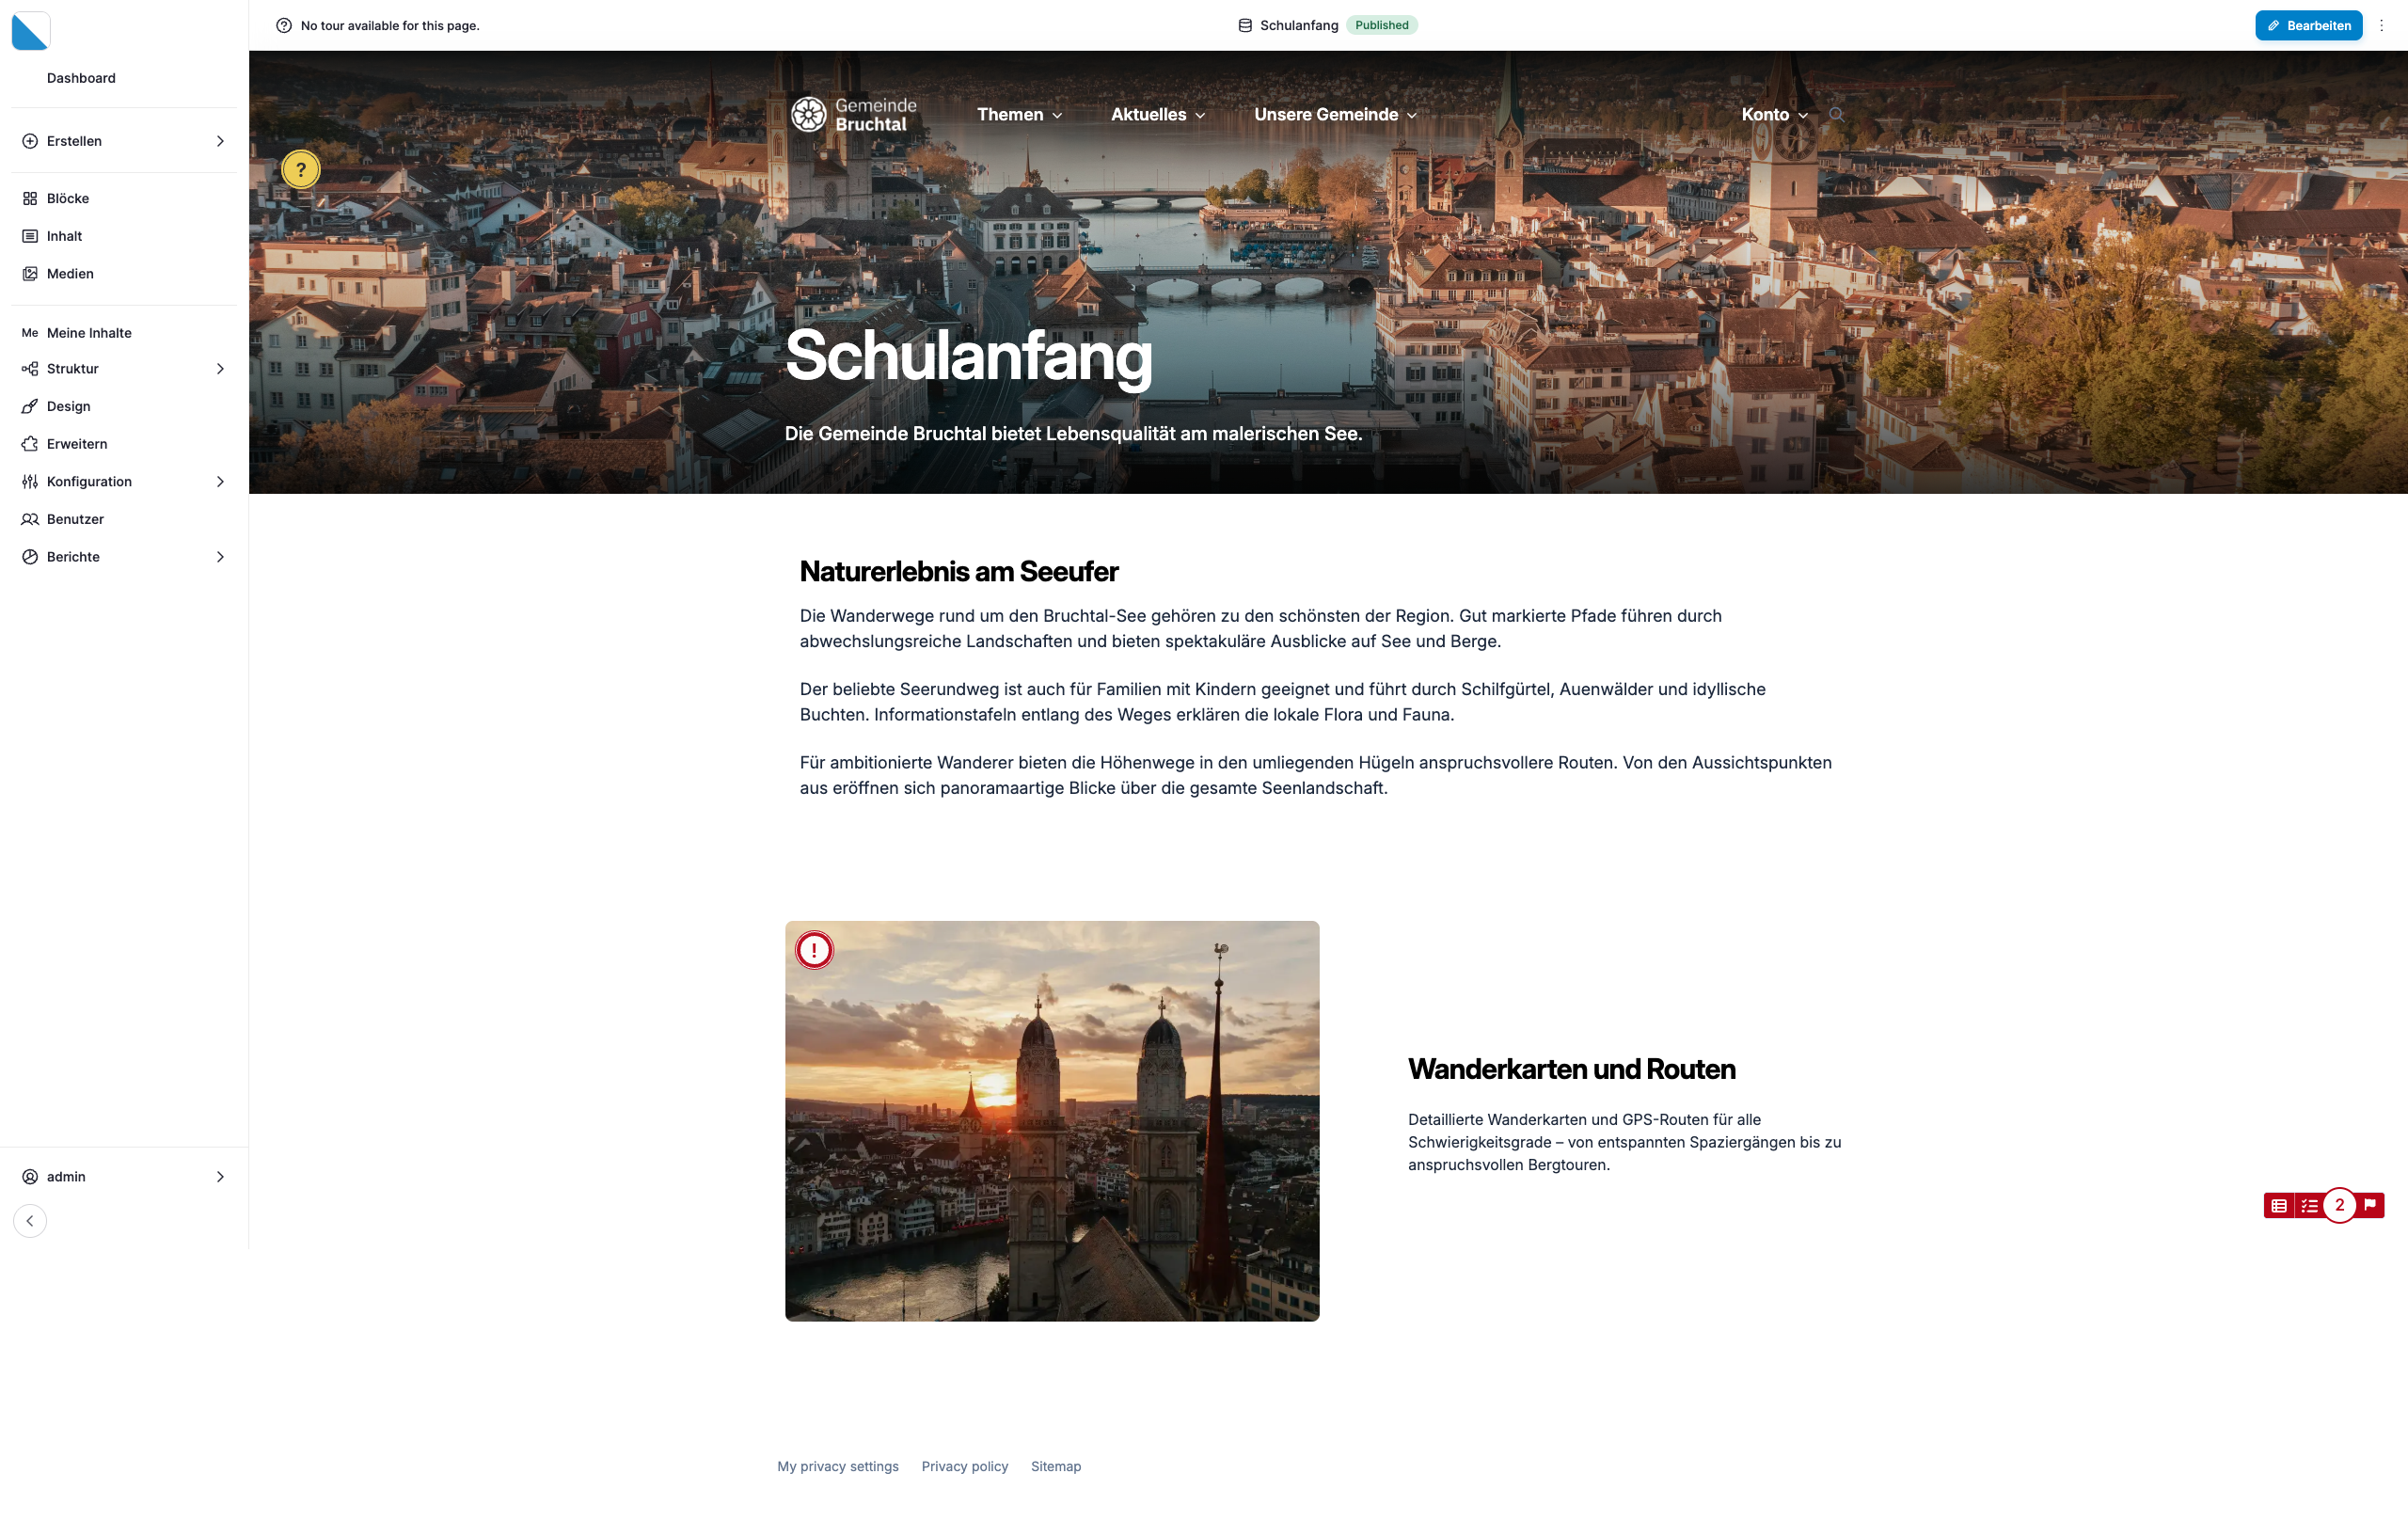 No tour available for this page.
Schulanfang Published
Bearbeiten
Dashboard
Erstellen
Blöcke
Inhalt
Medien
Me Meine Inhalte
Struktur
Design
Erweitern
Konfiguration
Benutzer
Berichte
admin
Gemeinde
Bruchtal
Themen
Aktuelles
Unsere Gemeinde
Konto
?
Schulanfang
Die Gemeinde Bruchtal bietet Lebensqualität am malerischen See.
Naturerlebnis am Seeufer
Die Wanderwege rund um den Bruchtal-See gehören zu den schönsten der Region. Gut markierte Pfade führen durch
abwechslungsreiche Landschaften und bieten spektakuläre Ausblicke auf See und Berge.
Der beliebte Seerundweg ist auch für Familien mit Kindern geeignet und führt durch Schilfgürtel, Auenwälder und idyllische
Buchten. Informationstafeln entlang des Weges erklären die lokale Flora und Fauna.
Für ambitionierte Wanderer bieten die Höhenwege in den umliegenden Hügeln anspruchsvollere Routen. Von den Aussichtspunkten
aus eröffnen sich panoramaartige Blicke über die gesamte Seenlandschaft.
!
Wanderkarten und Routen
Detaillierte Wanderkarten und GPS-Routen für alle
Schwierigkeitsgrade – von entspannten Spaziergängen bis zu
anspruchsvollen Bergtouren.
2
My privacy settings
Privacy policy
Sitemap